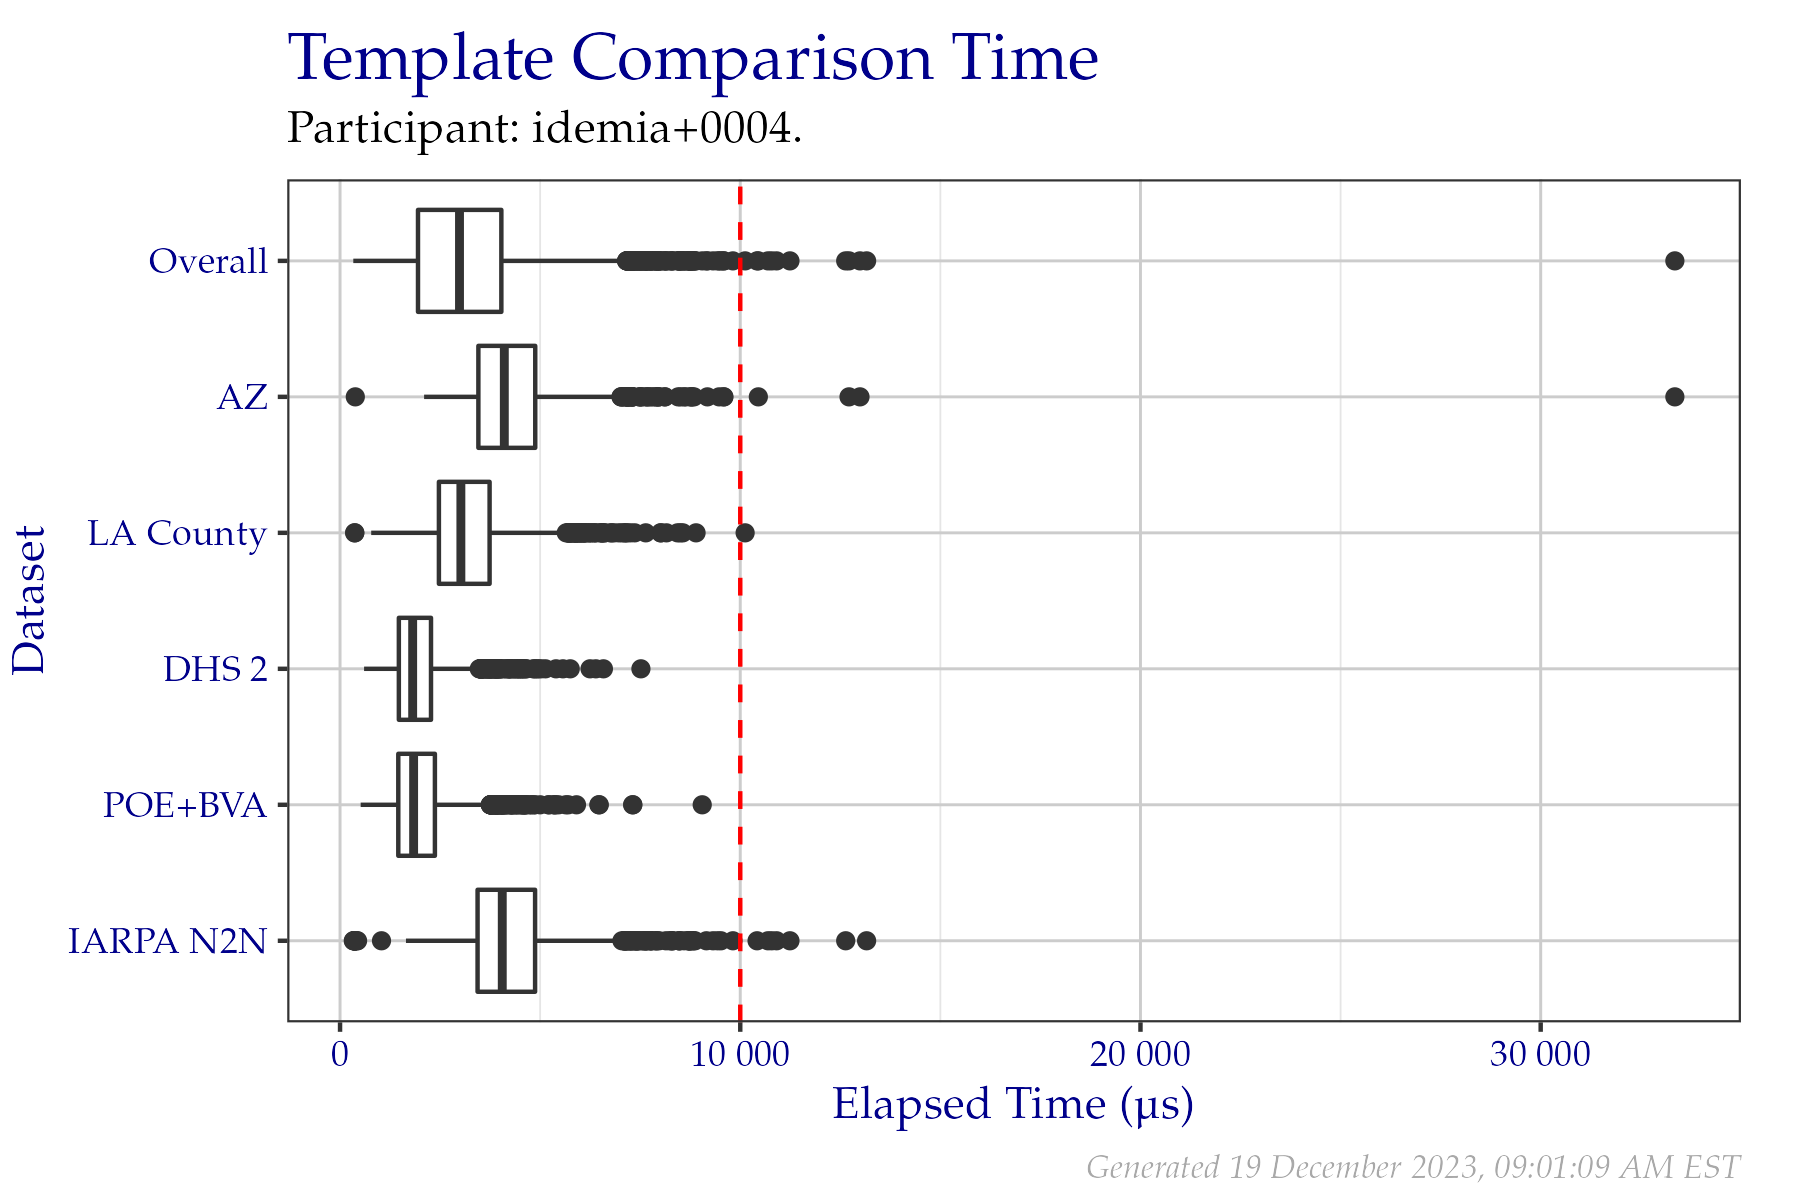 Template Comparison Time
Participant: idemia+0004.
Overall
AZ
LA County
DHS 2
POE+BVA
IARPA N2N
Dataset
0 10 000 20 000 30 000
Elapsed Time (µs)
Generated 19 December 2023, 09:01:09 AM EST